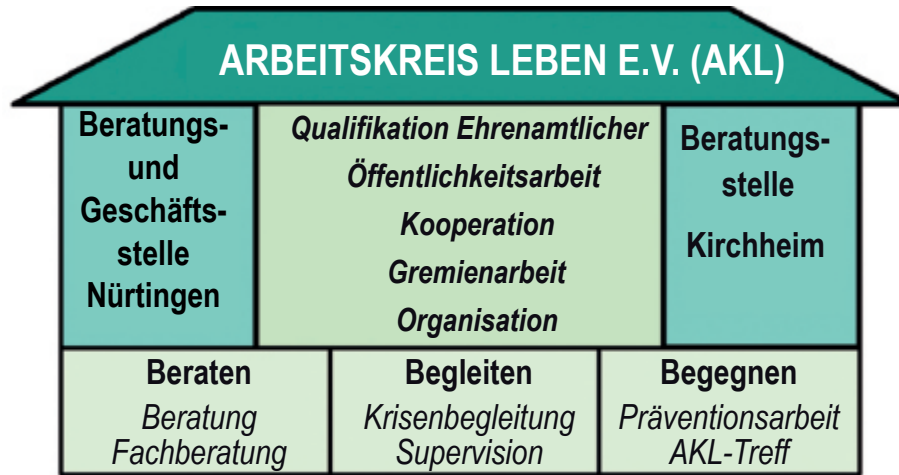 ARBEITSKREIS LEBEN E.V. (AKL)
Beratungs-
und
Geschäfts-
stelle
Nürtingen
Qualifikation Ehrenamtlicher
Öffentlichkeitsarbeit
Kooperation
Gremienarbeit
Organisation
Beratungs-
stelle
Kirchheim
Beraten
Beratung
Fachberatung
Begleiten
Krisenbegleitung
Supervision
Begegnen
Präventionsarbeit
AKL-Treff